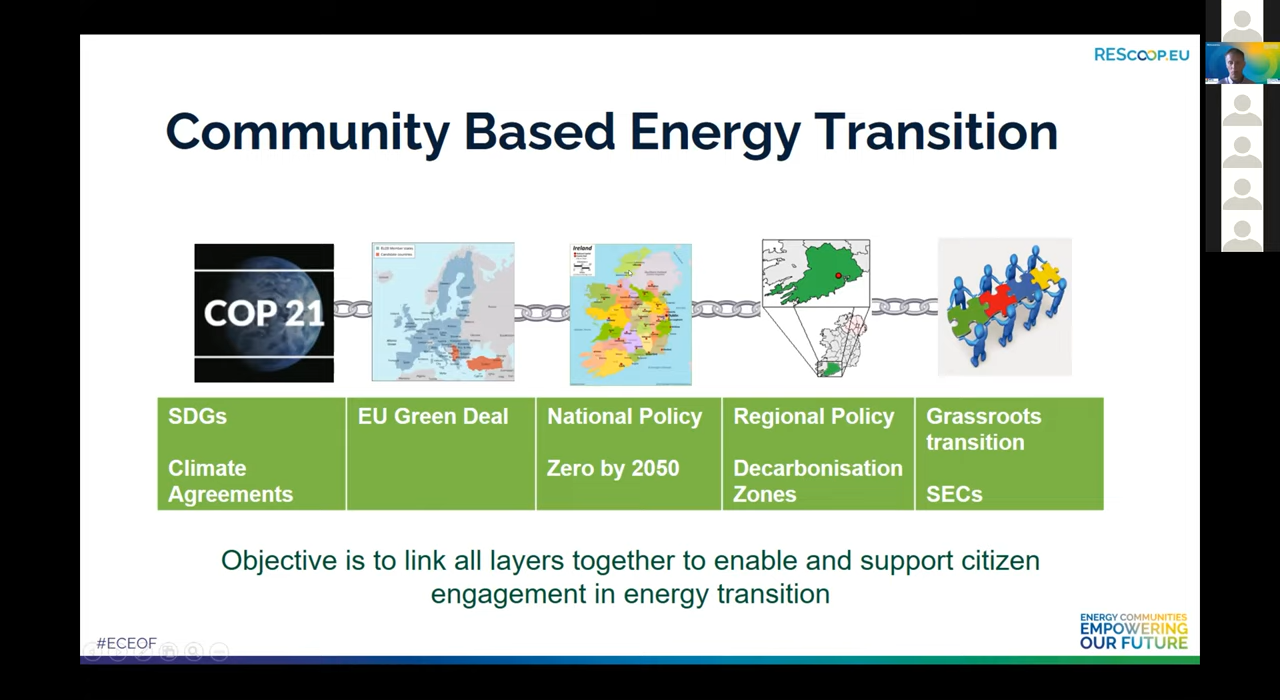 RESCOOP.EU
Community Based Energy Transition
COP 21
Ireland
SDGs
Climate
Agreements
EU Green Deal
National Policy
Zero by 2050
Regional Policy
Decarbonisation
Zones
Grassroots
transition
SECs
Objective is to link all layers together to enable and support citizen
engagement in energy transition
#ECEOF
ENERGY COMMUNITIES
EMPOWERING
OUR FUTURE